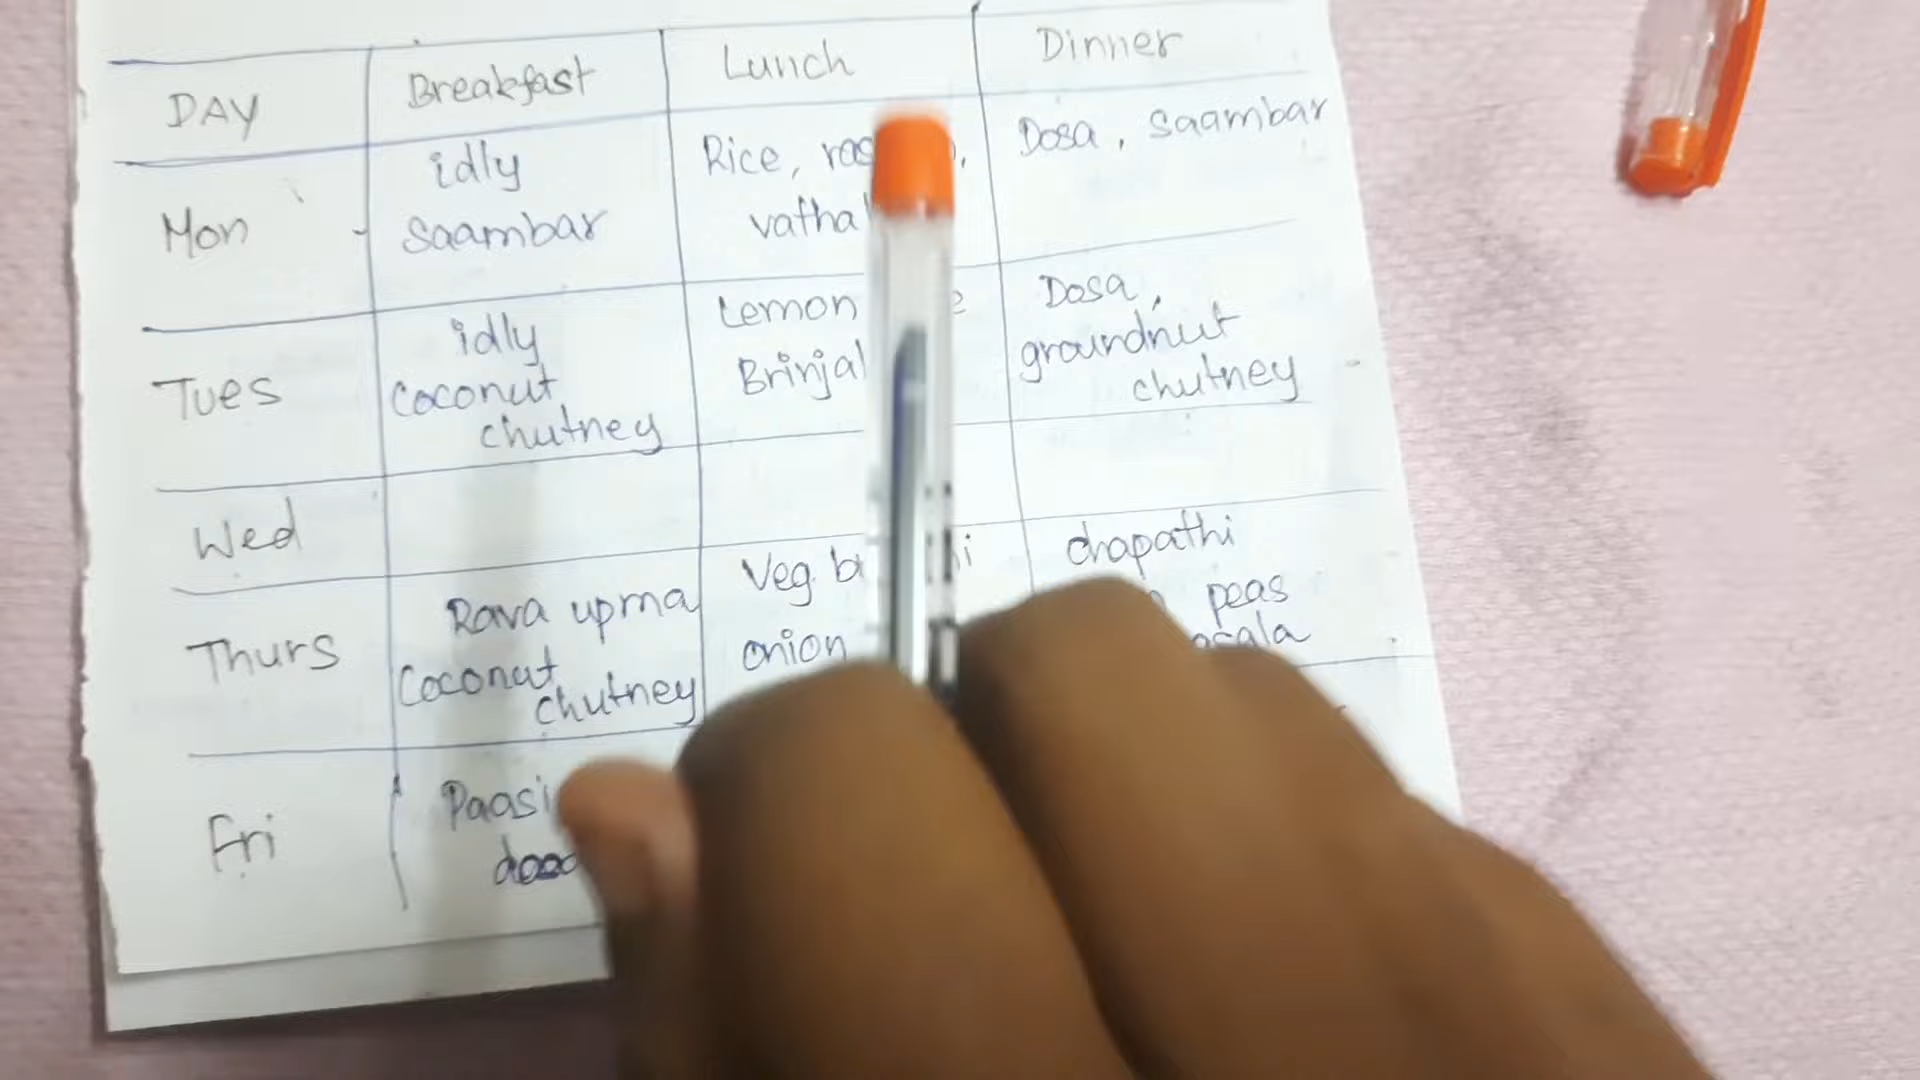 DAY Breakfast Lunch Dinner
Mon idly Rice, Dosa, Saambar
Saambar
Tues idly Lemon Dosa,
Coconut Brinjal groundnut
chutney chutney
Wed
Thurs Rava upma Veg. chapathi
Coconut onion peas
chutney
Fri